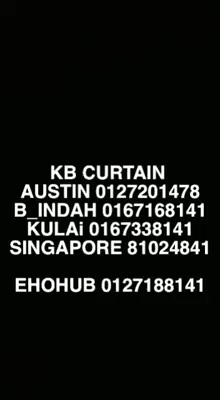 KB CURTAIN
AUSTIN 0127201478
B_INDAH 0167168141
KULAi 0167338141
SINGAPORE 81024841
EHOHUB 0127188141